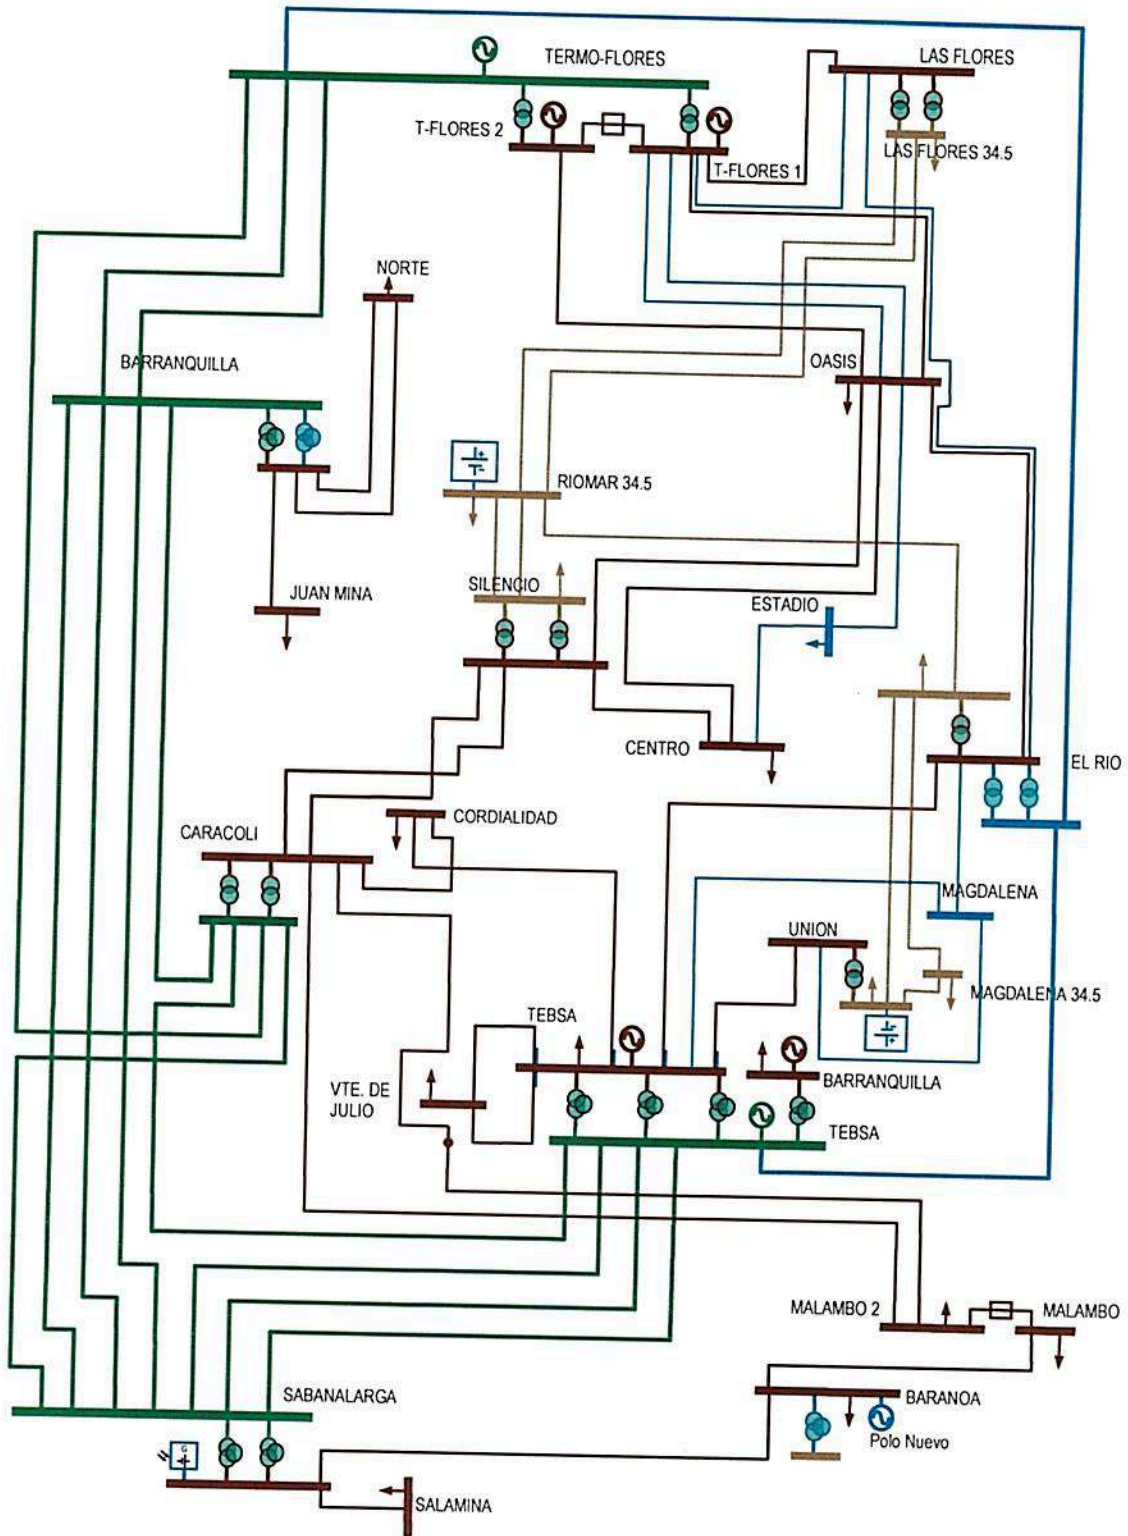 TERMO-FLORES
LAS FLORES
T-FLORES 2
T-FLORES 1
LAS FLORES 34.5
NORTE
BARRANQUILLA
OASIS
RIOMAR 34.5
SILENCIO
JUAN MINA
ESTADIO
CENTRO
EL RIO
CORDIALIDAD
CARACOLI
MAGDALENA
UNION
MAGDALENA 34.5
TEBSA
BARRANQUILLA
VTE. DE
JULIO
TEBSA
MALAMBO 2
MALAMBO
SABANALARGA
BARANOA
Polo Nuevo
G
SALAMINA